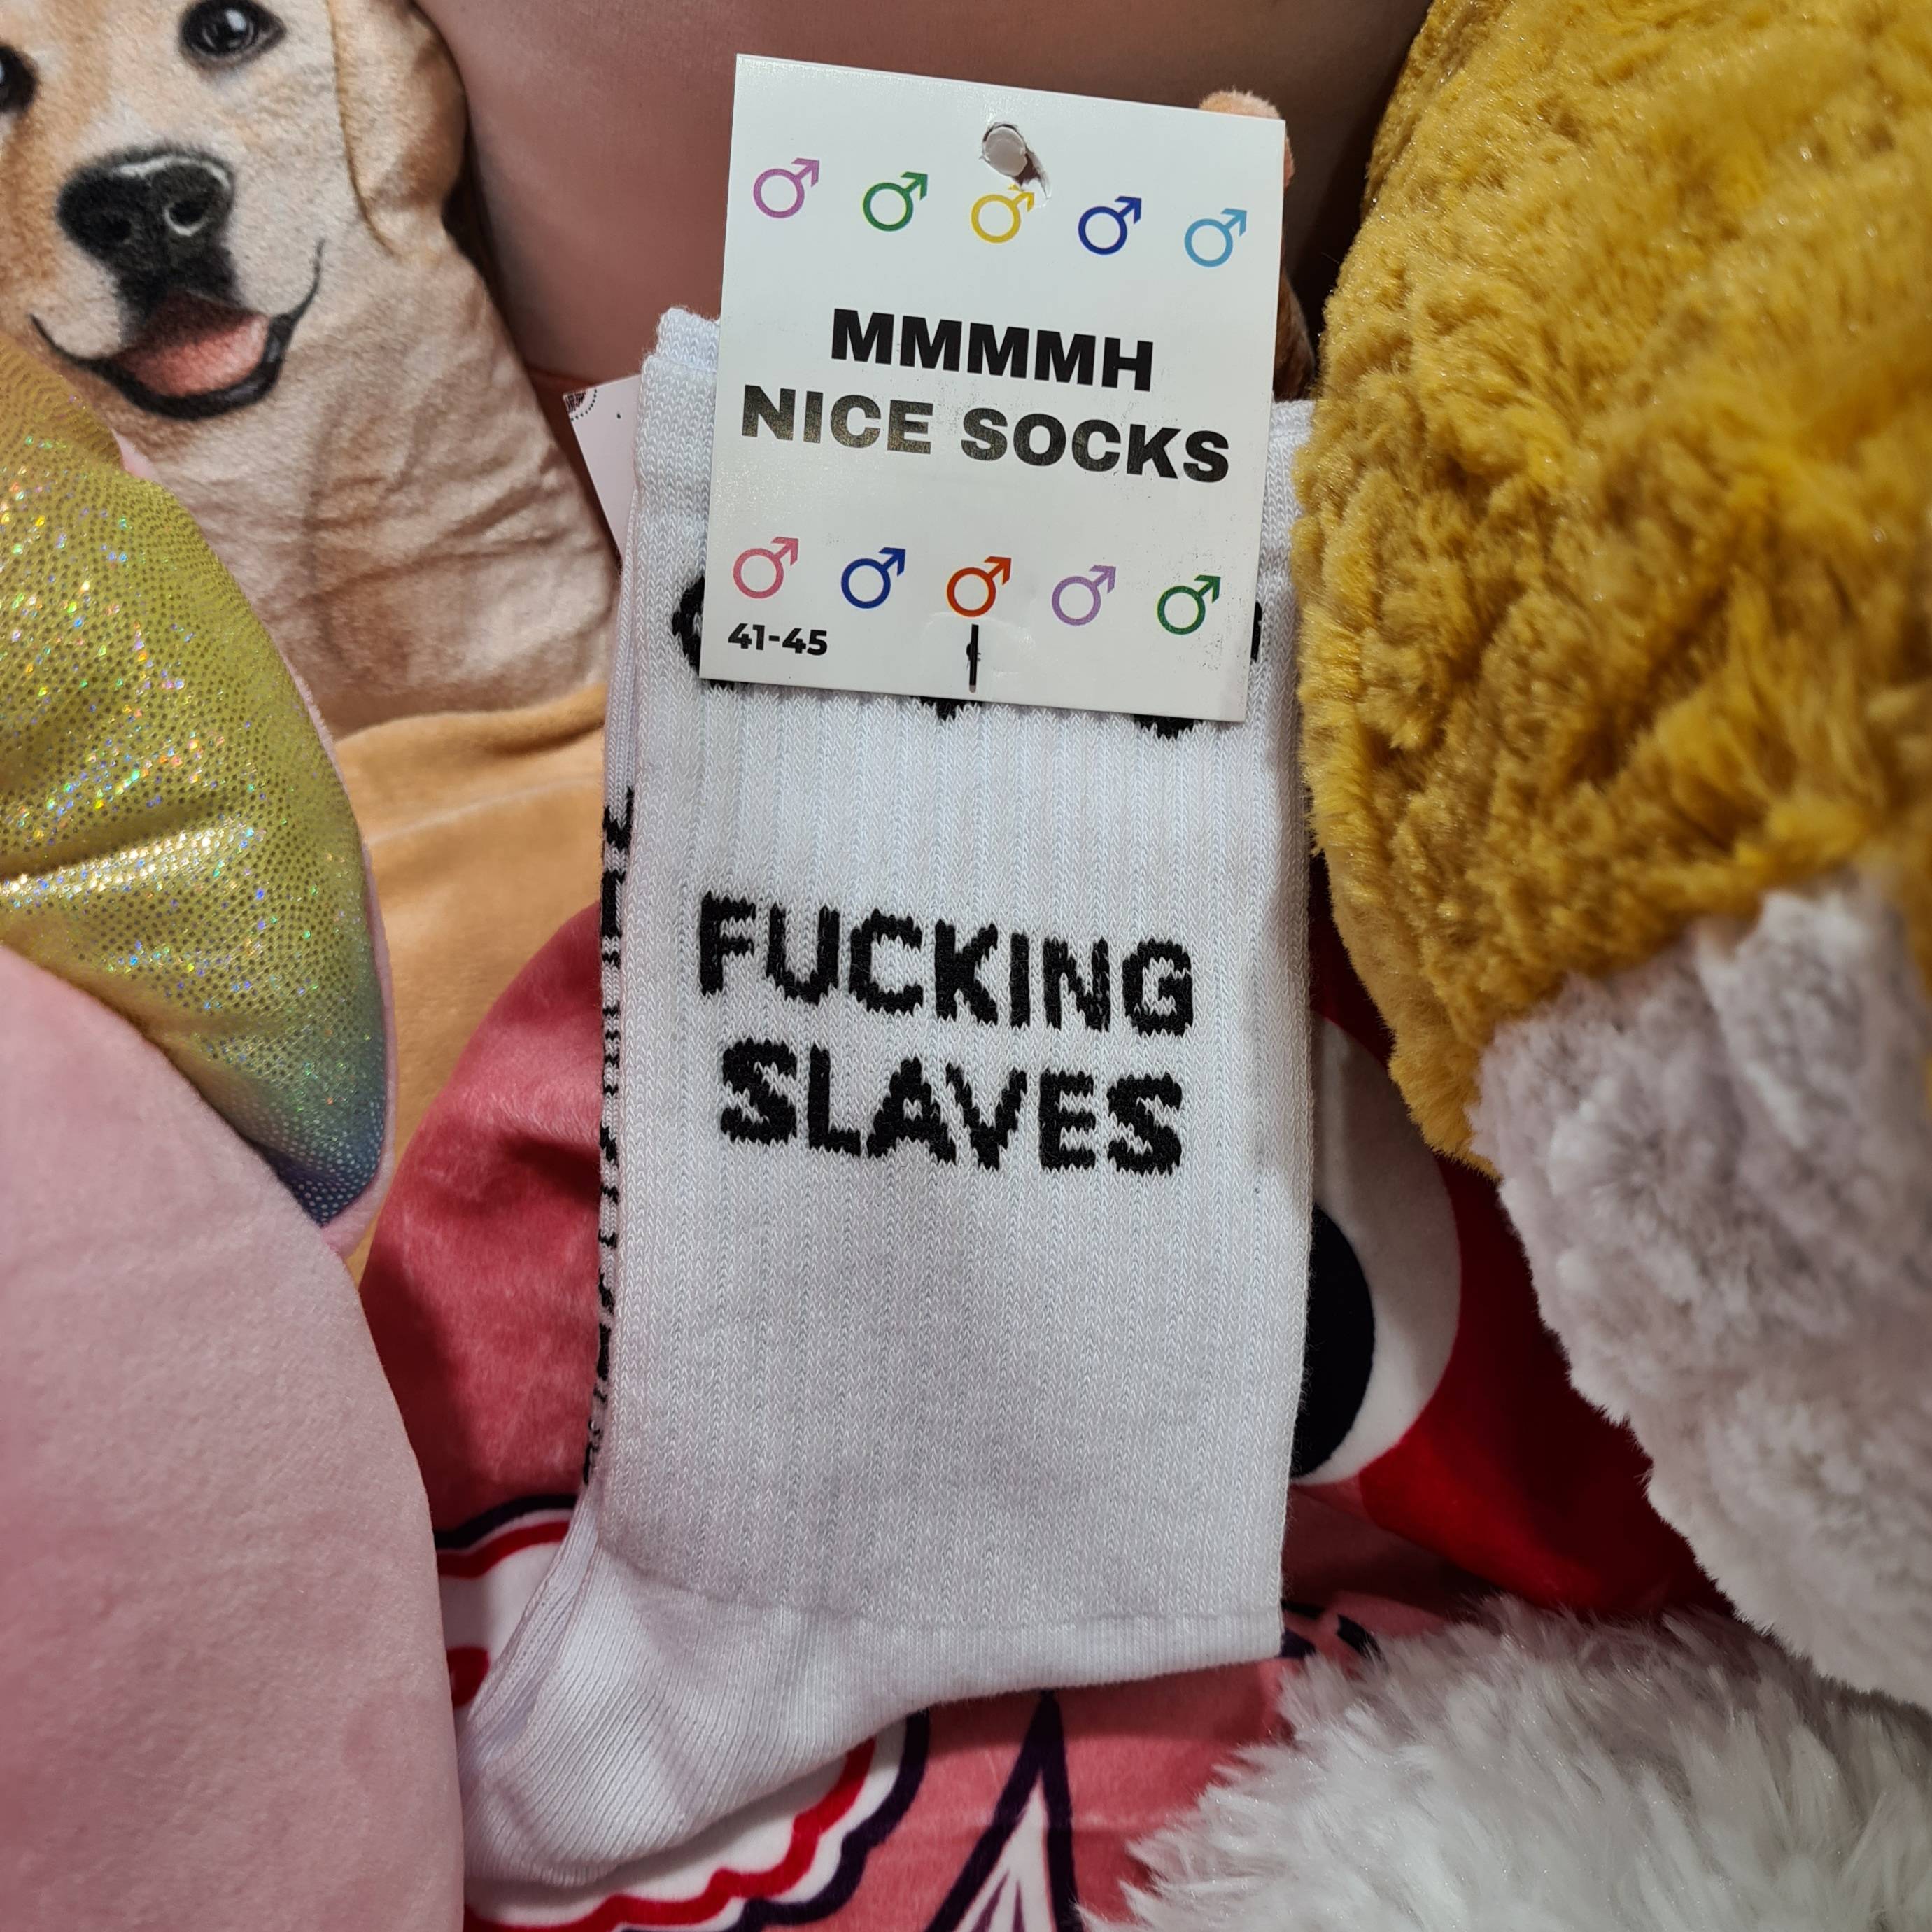 MMMMH
NICE SOCKS
41-45
FUCKING
SLAVES